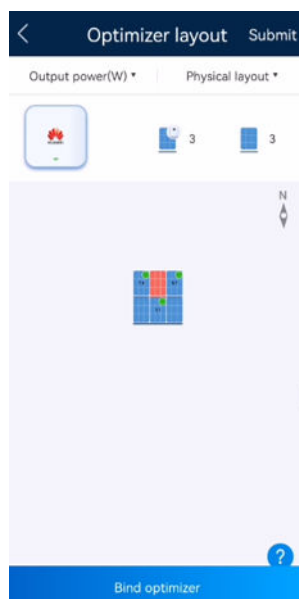 Optimizer layout
Submit
Output power(W)
Physical layout
3
3
N
Bind optimizer
?